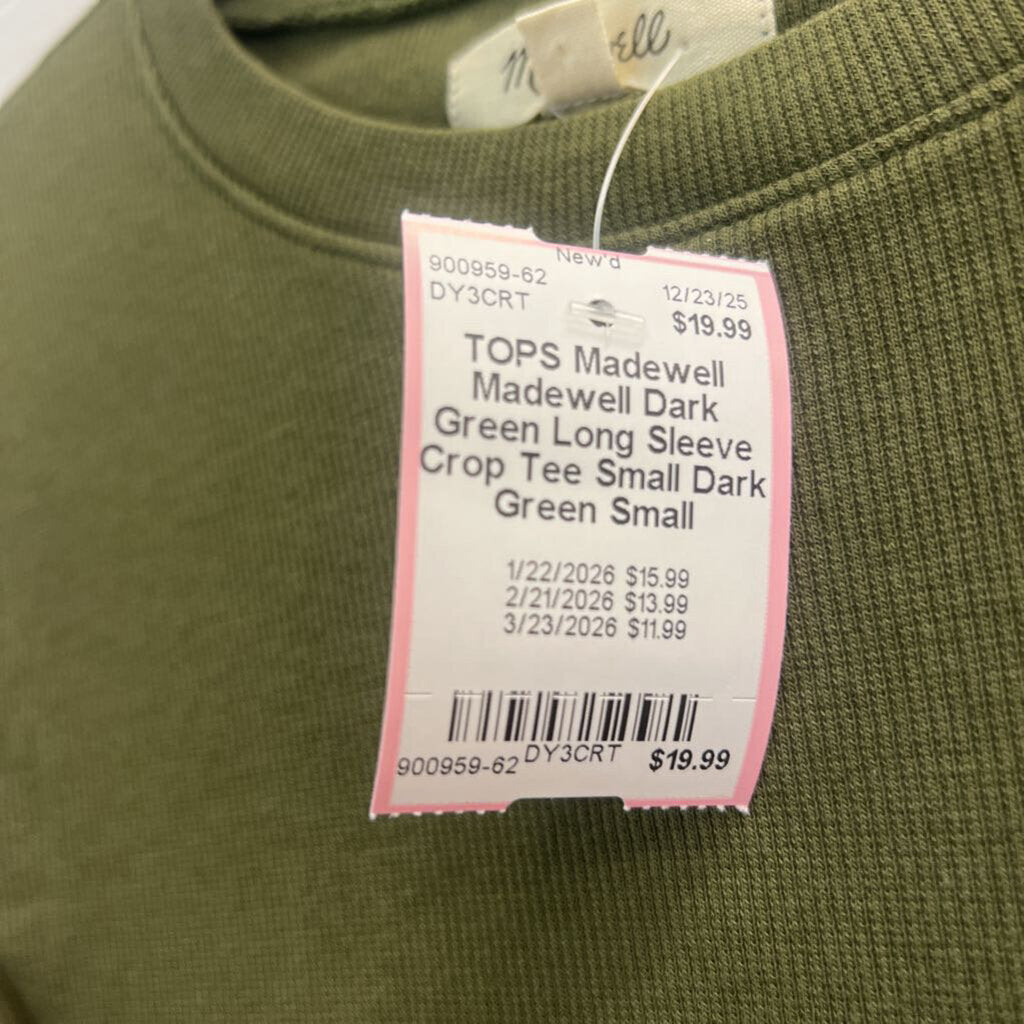 ell
New'd
900959-62
12/23/25
DY3CRT
$19.99
TOPS Madewell
Madewell Dark
Green Long Sleeve
Crop Tee Small Dark
Green Small
1/22/2026 $15.99
2/21/2026 $13.99
3/23/2026 $11.99
900959-62 DY3CRT $19.99